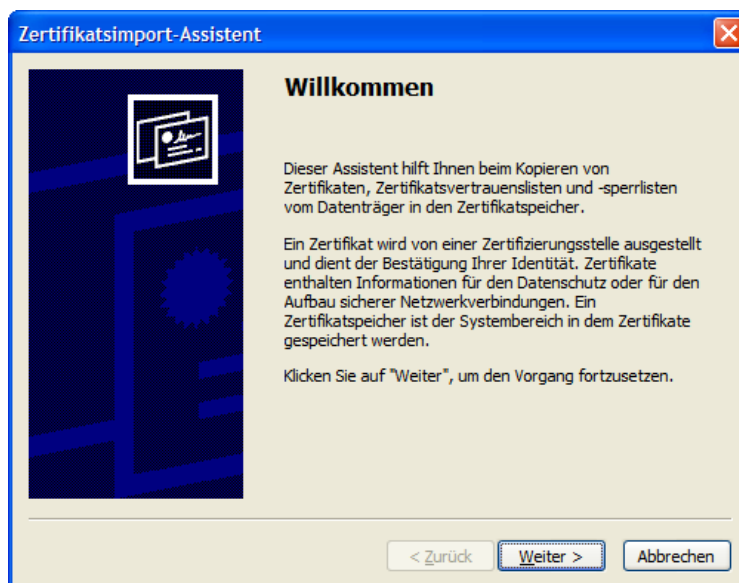 Zertifikatsimport-Assistent
Willkommen
Dieser Assistent hilft Ihnen beim Kopieren von
Zertifikaten, Zertifikatsvertrauenslisten und -sperrlisten
vom Datenträger in den Zertifikatspeicher.
Ein Zertifikat wird von einer Zertifizierungsstelle ausgestellt
und dient der Bestätigung Ihrer Identität. Zertifikate
enthalten Informationen für den Datenschutz oder für den
Aufbau sicherer Netzwerkverbindungen. Ein
Zertifikatspeicher ist der Systembereich in dem Zertifikate
gespeichert werden.
Klicken Sie auf "Weiter", um den Vorgang fortzusetzen.
< Zurück Weiter > Abbrechen